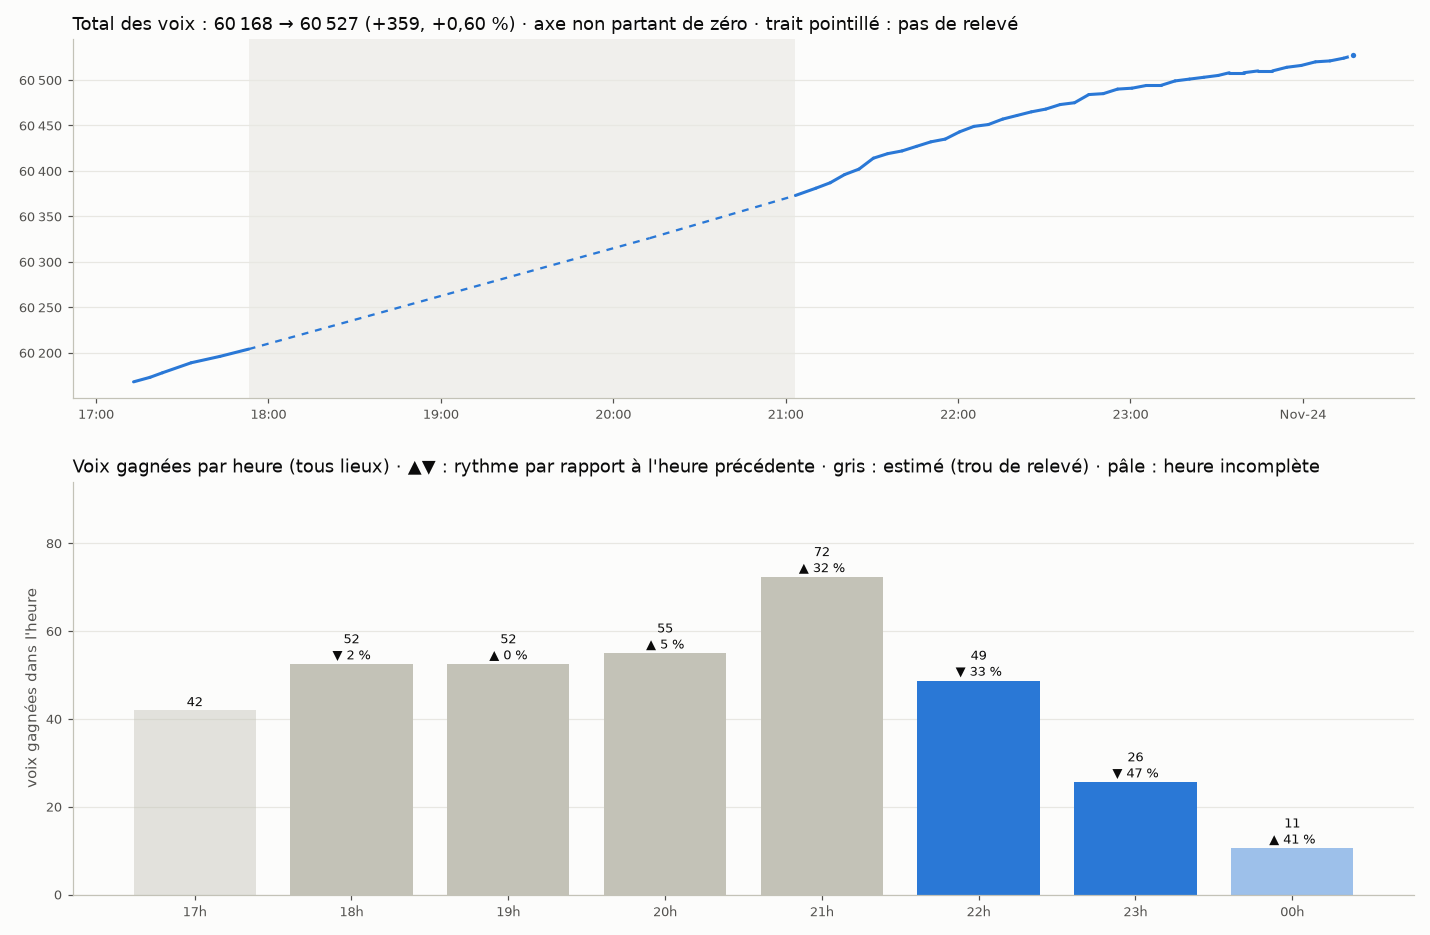 Total des voix : 60 168 → 60 527 (+359, +0,60 %) · axe non partant de zéro · trait pointillé : pas de relevé
60 500
60 450
60 400
60 350
60 300
60 250
60 200
17:00 18:00 19:00 20:00 21:00 22:00 23:00 Nov-24
Voix gagnées par heure (tous lieux) · ▲▼ : rythme par rapport à l'heure précédente · gris : estimé (trou de relevé) · pâle : heure incomplète
voix gagnées dans l'heure
80
60
40
20
0
42
52
▼ 2 %
52
▲ 0 %
55
▲ 5 %
72
▲ 32 %
49
▼ 33 %
26
▼ 47 %
11
▲ 41 %
17h 18h 19h 20h 21h 22h 23h 00h